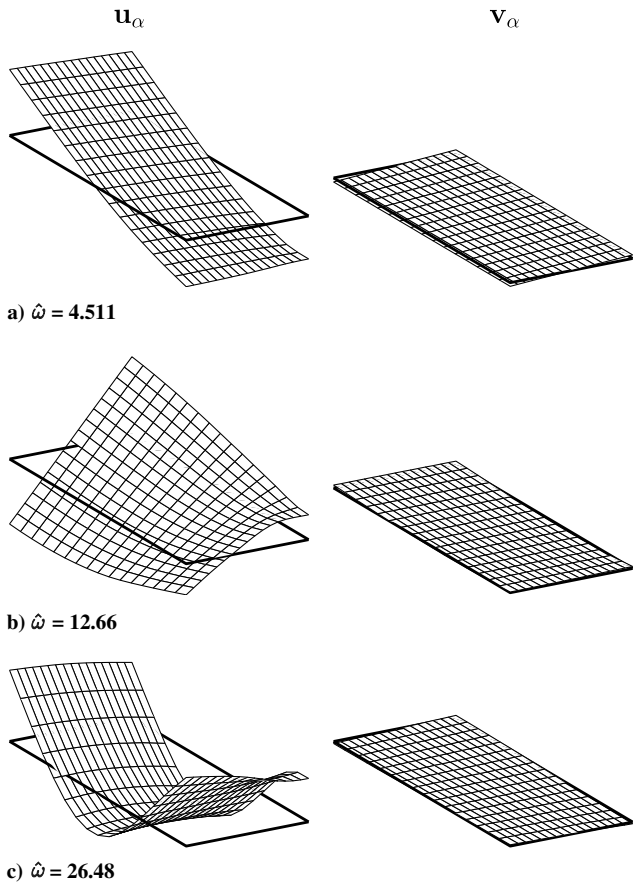 u_α v_α
a) ω̂ = 4.511
b) ω̂ = 12.66
c) ω̂ = 26.48